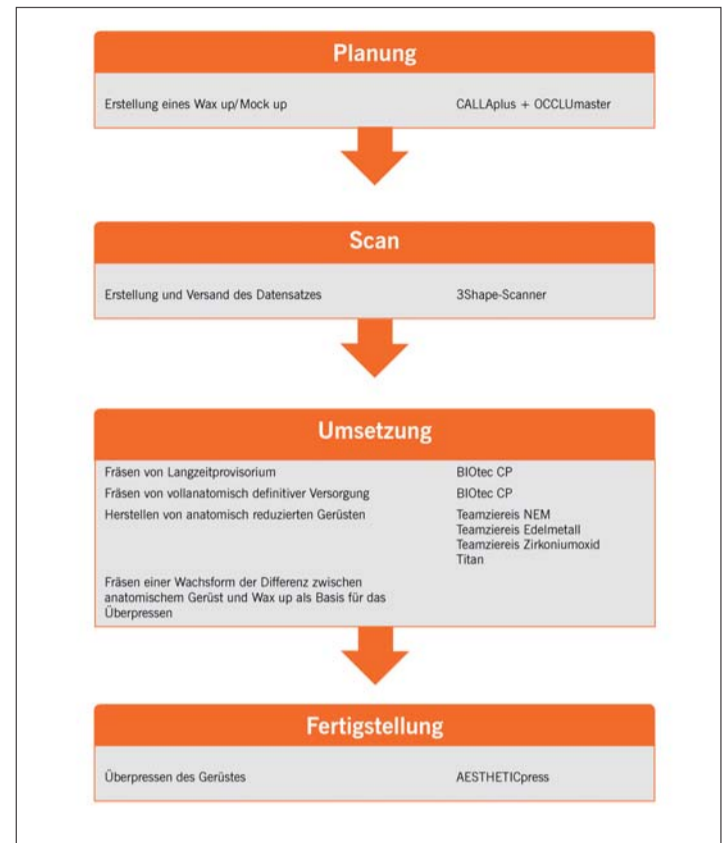 Planung
Erstellung eines Wax up/Mock up CALLAplus + OCCLUmaster
Scan
Erstellung und Versand des Datensatzes 3Shape-Scanner
Umsetzung
Fräsen von Langzeitprovisorium BIOtec CP
Fräsen von vollanatomisch definitiver Versorgung BIOtec CP
Herstellen von anatomisch reduzierten Gerüsten Teamziereis NEM
Teamziereis Edelmetall
Teamziereis Zirkoniumoxid
Titan
Fräsen einer Wachsform der Differenz zwischen
anatomischem Gerüst und Wax up als Basis für das
Überpressen
Fertigstellung
Überpressen des Gerüstes AESTHETICpress